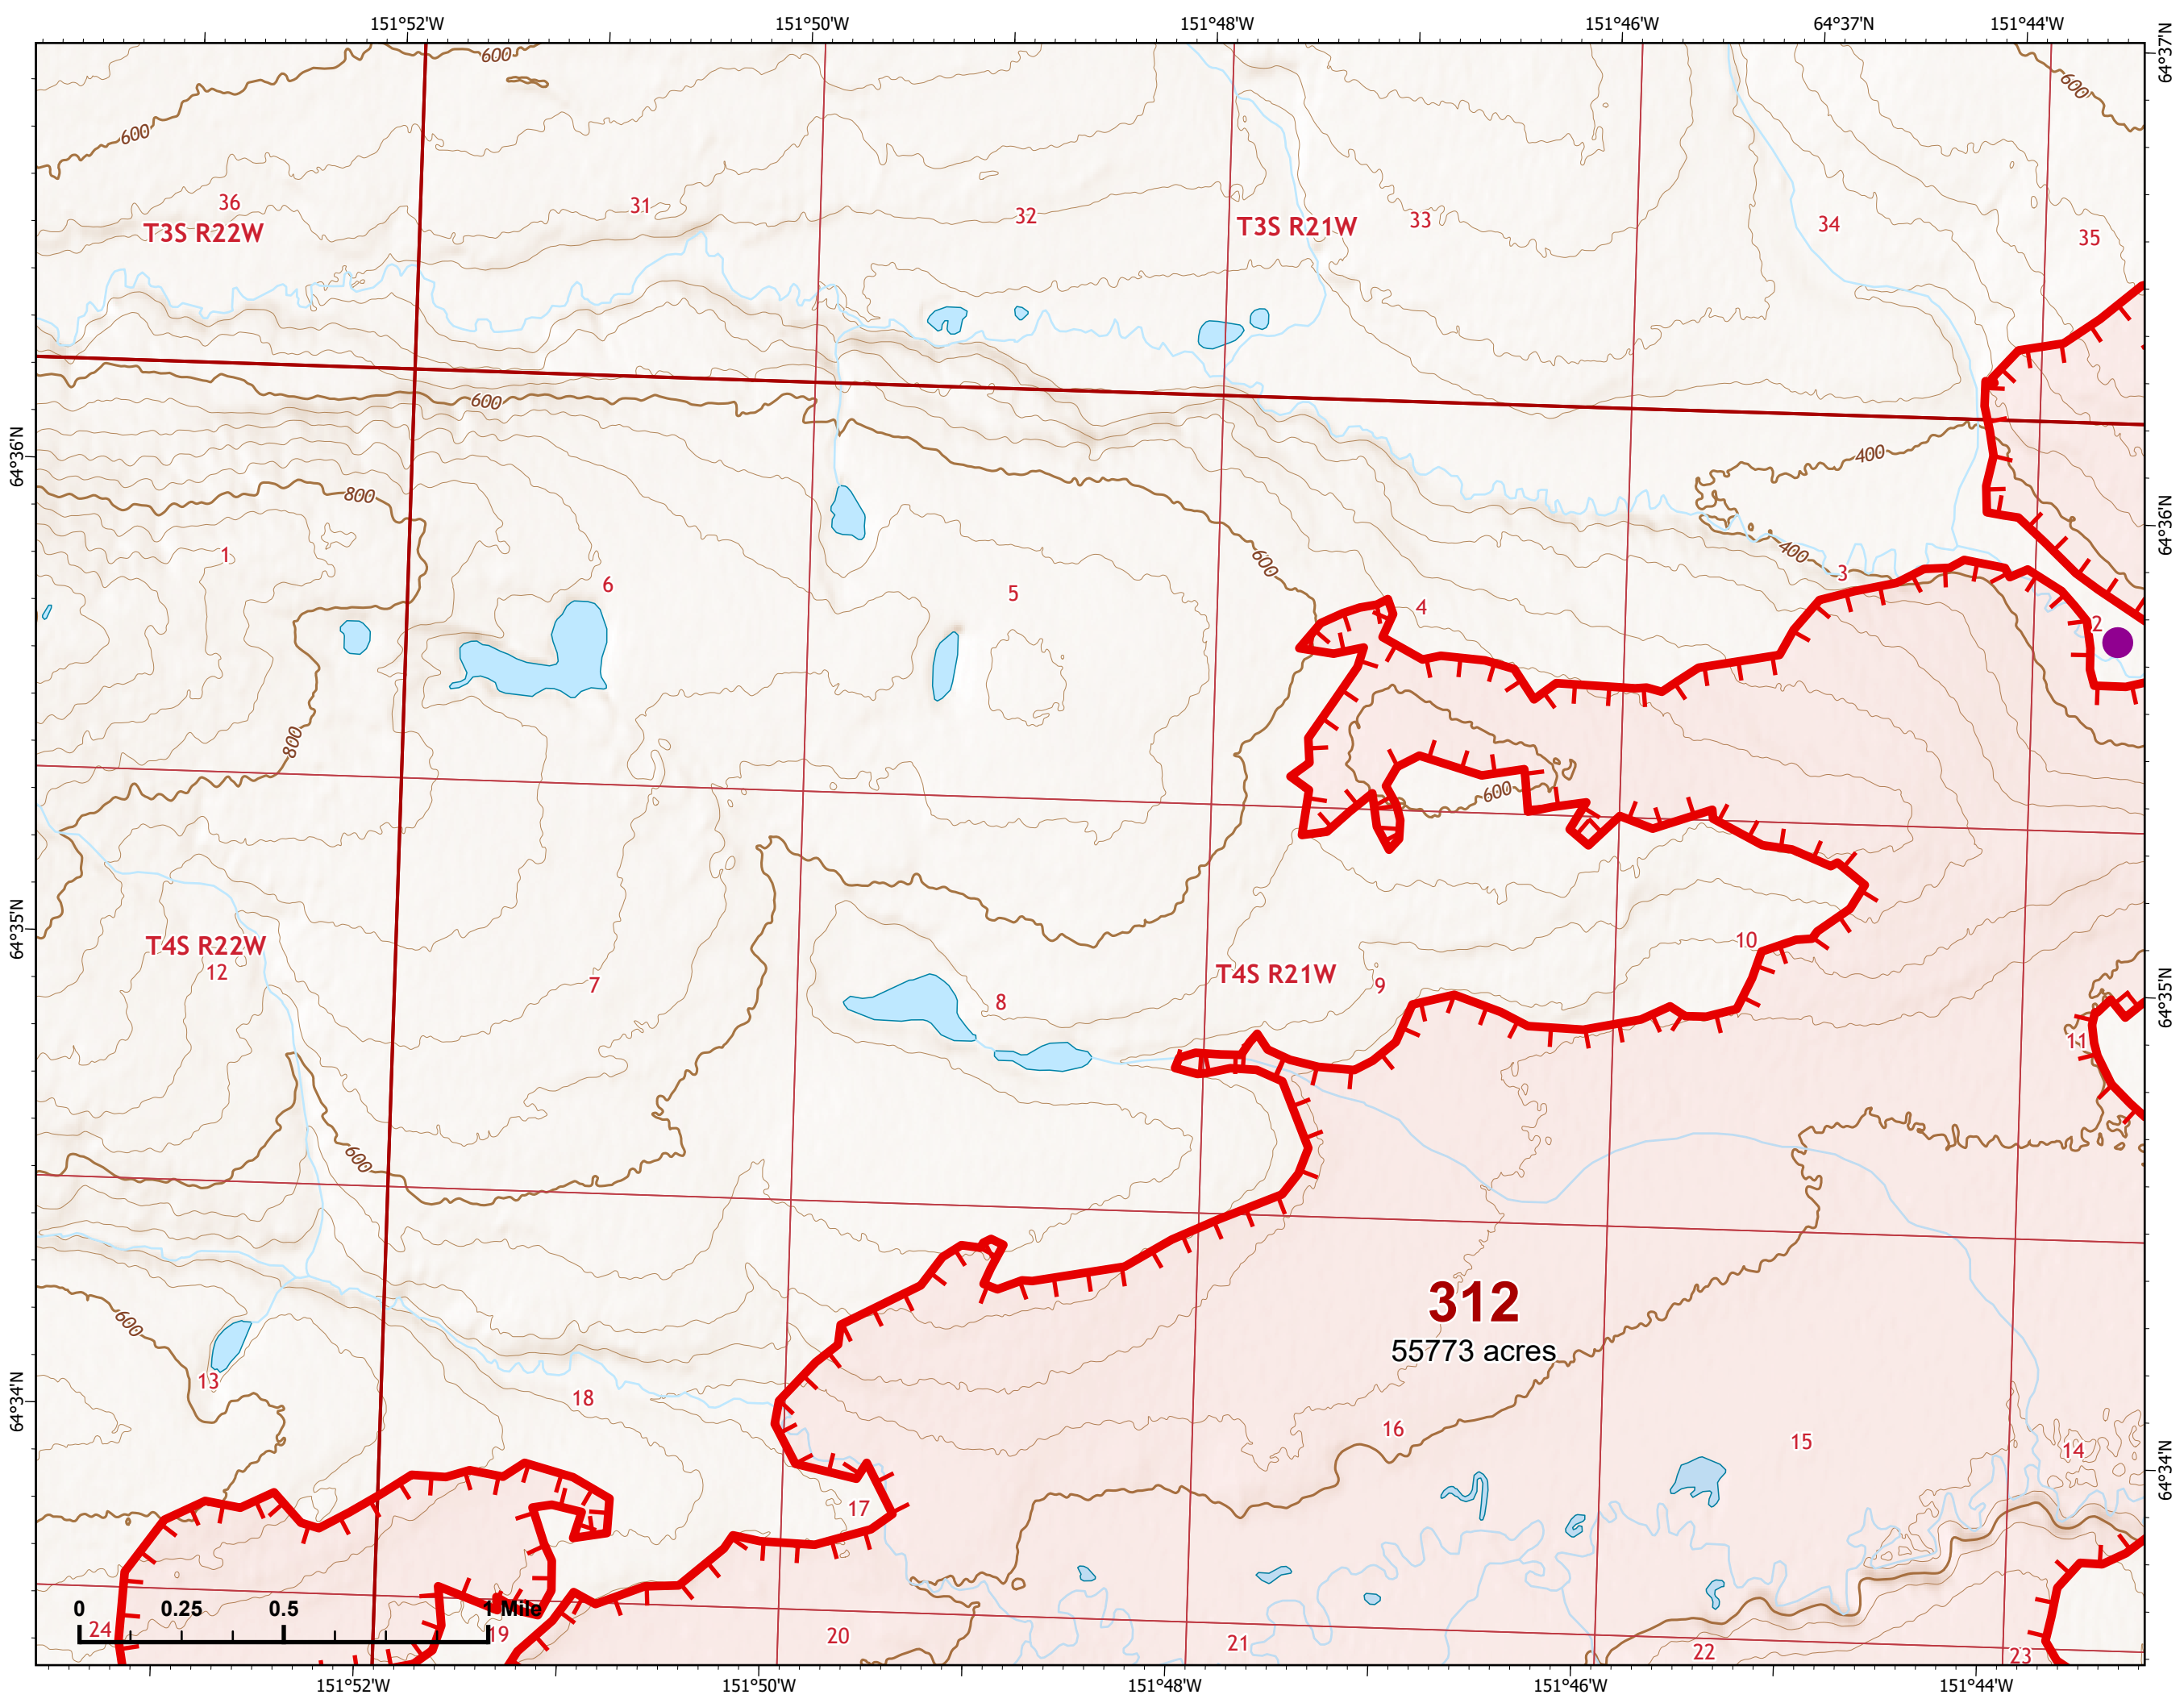 151°52'W 151°50'W 151°48'W 151°46'W 64°37'N 151°44'W
64°37'N
600
600
600
36 31 32 33 34 35
T3S R22W T3S R21W
600
400
64°36'N
800
64°36'N
400
600
1 6 5 4 3 2
800
600
64°35'N
T4S R22W T4S R21W
12 7 8 9 10 11
64°35'N
600
312
55773 acres
600
13 18 17 16 15 14
64°34'N
64°34'N
0 0.25 0.5 1 Mile
24 19 20 21 22 23
151°52'W 151°50'W 151°48'W 151°46'W 151°44'W